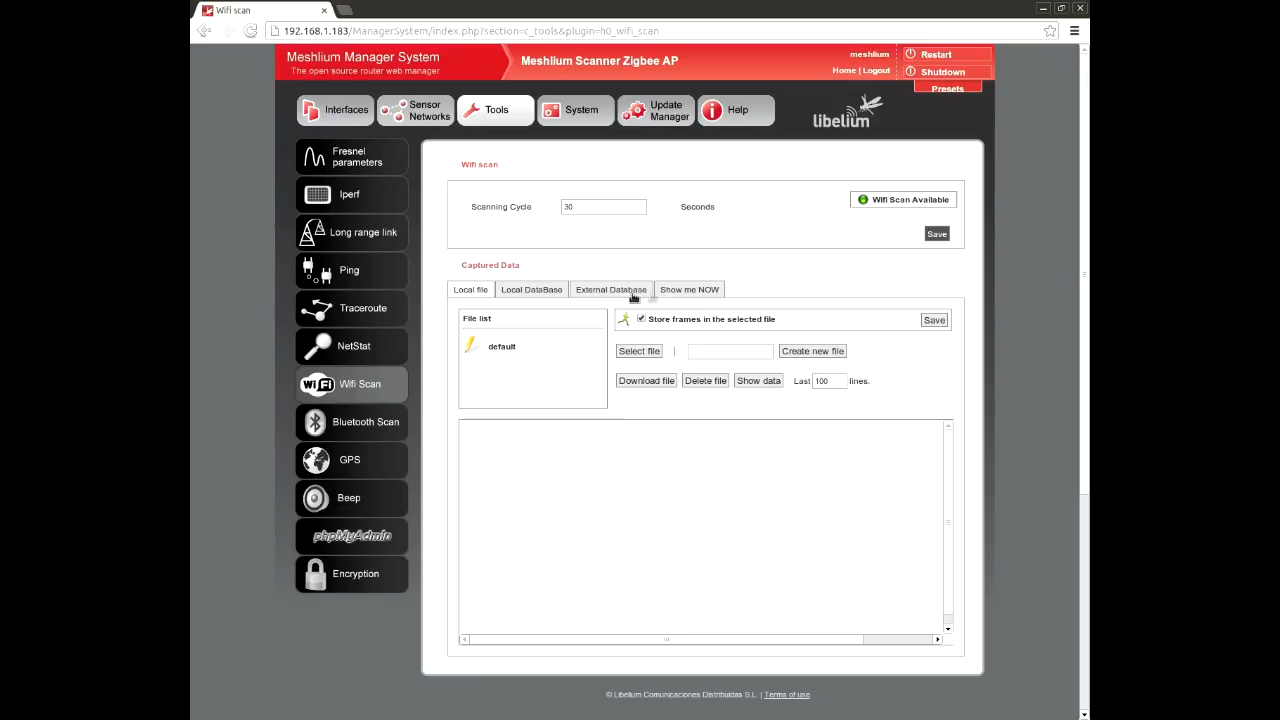 Wifi scan
192.168.1.183/ManagerSystem/index.php?section=c_tools&plugin=h0_wifi_scan
Meshlium Manager System
The open source router web manager
Meshlium Scanner Zigbee AP
meshlium
Home | Logout
Restart
Shutdown
Presets
Interfaces
Sensor
Networks
Tools
System
Update
Manager
Help
libelium
Fresnel
parameters
Iperf
Long range link
Ping
Traceroute
NetStat
WiFi Wifi Scan
Bluetooth Scan
GPS
Beep
phpMyAdmin
Encryption
Wifi scan
Scanning Cycle 30 Seconds
Wifi Scan Available
Save
Captured Data
Local file Local DataBase External Database Show me NOW
File list
default
Store frames in the selected file Save
Select file | Create new file
Download file Delete file Show data Last 100 lines.
© Libelium Comunicaciones Distribuidas S.L. | Terms of use